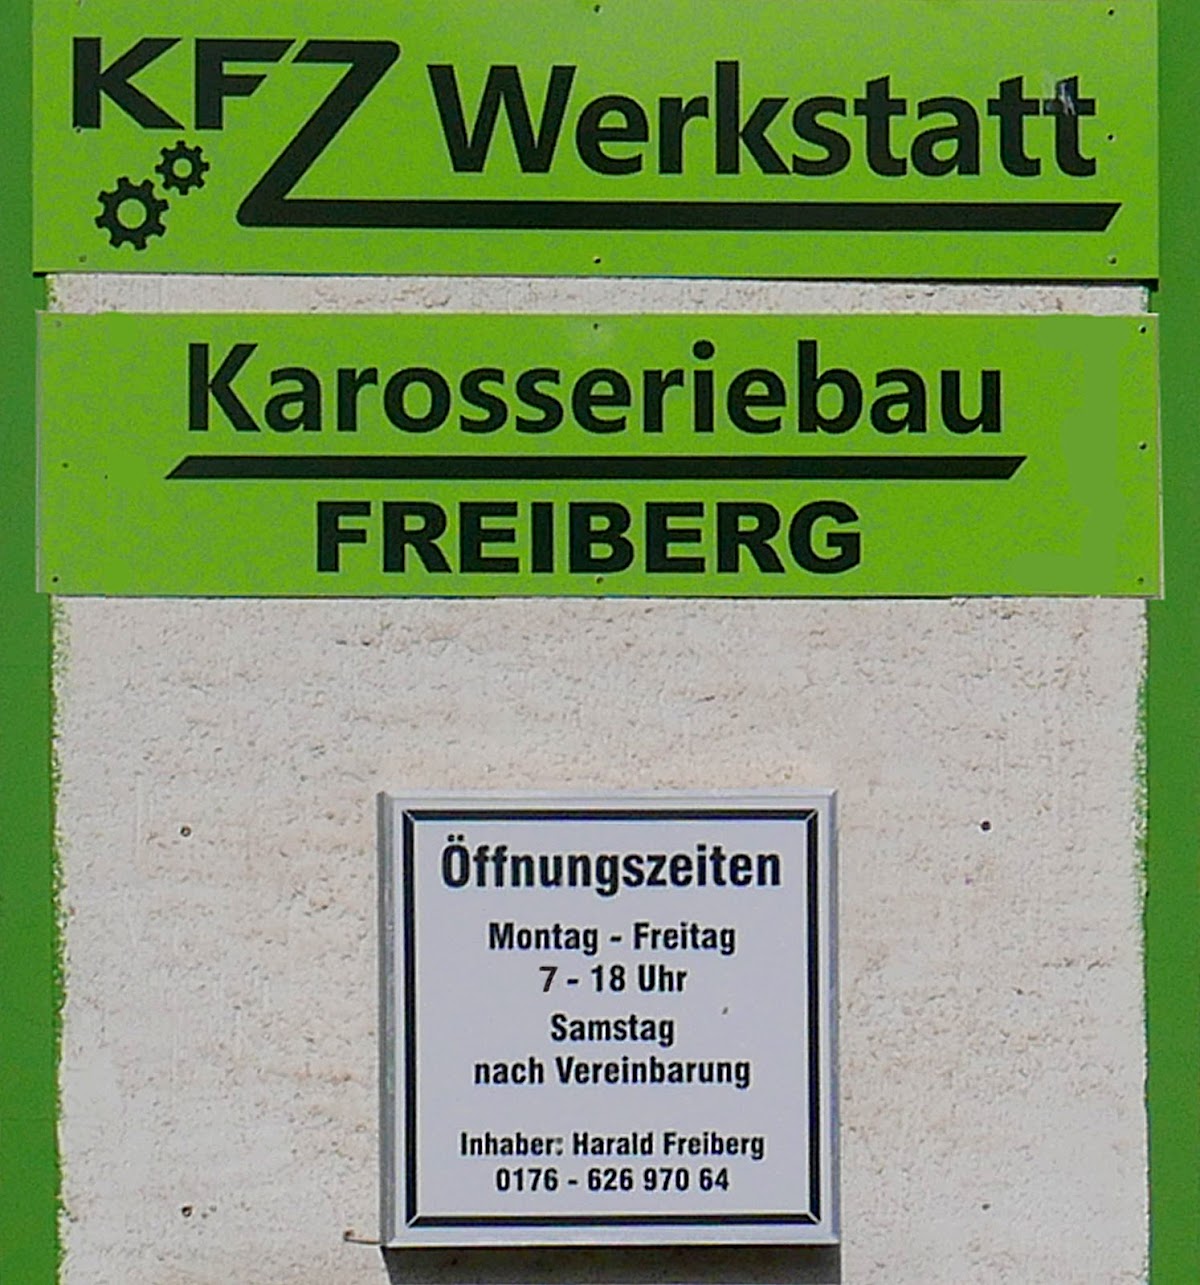 KFZ Werkstatt
Karosseriebau
FREIBERG
Öffnungszeiten
Montag - Freitag
7 - 18 Uhr
Samstag
nach Vereinbarung
Inhaber: Harald Freiberg
0176 - 626 970 64